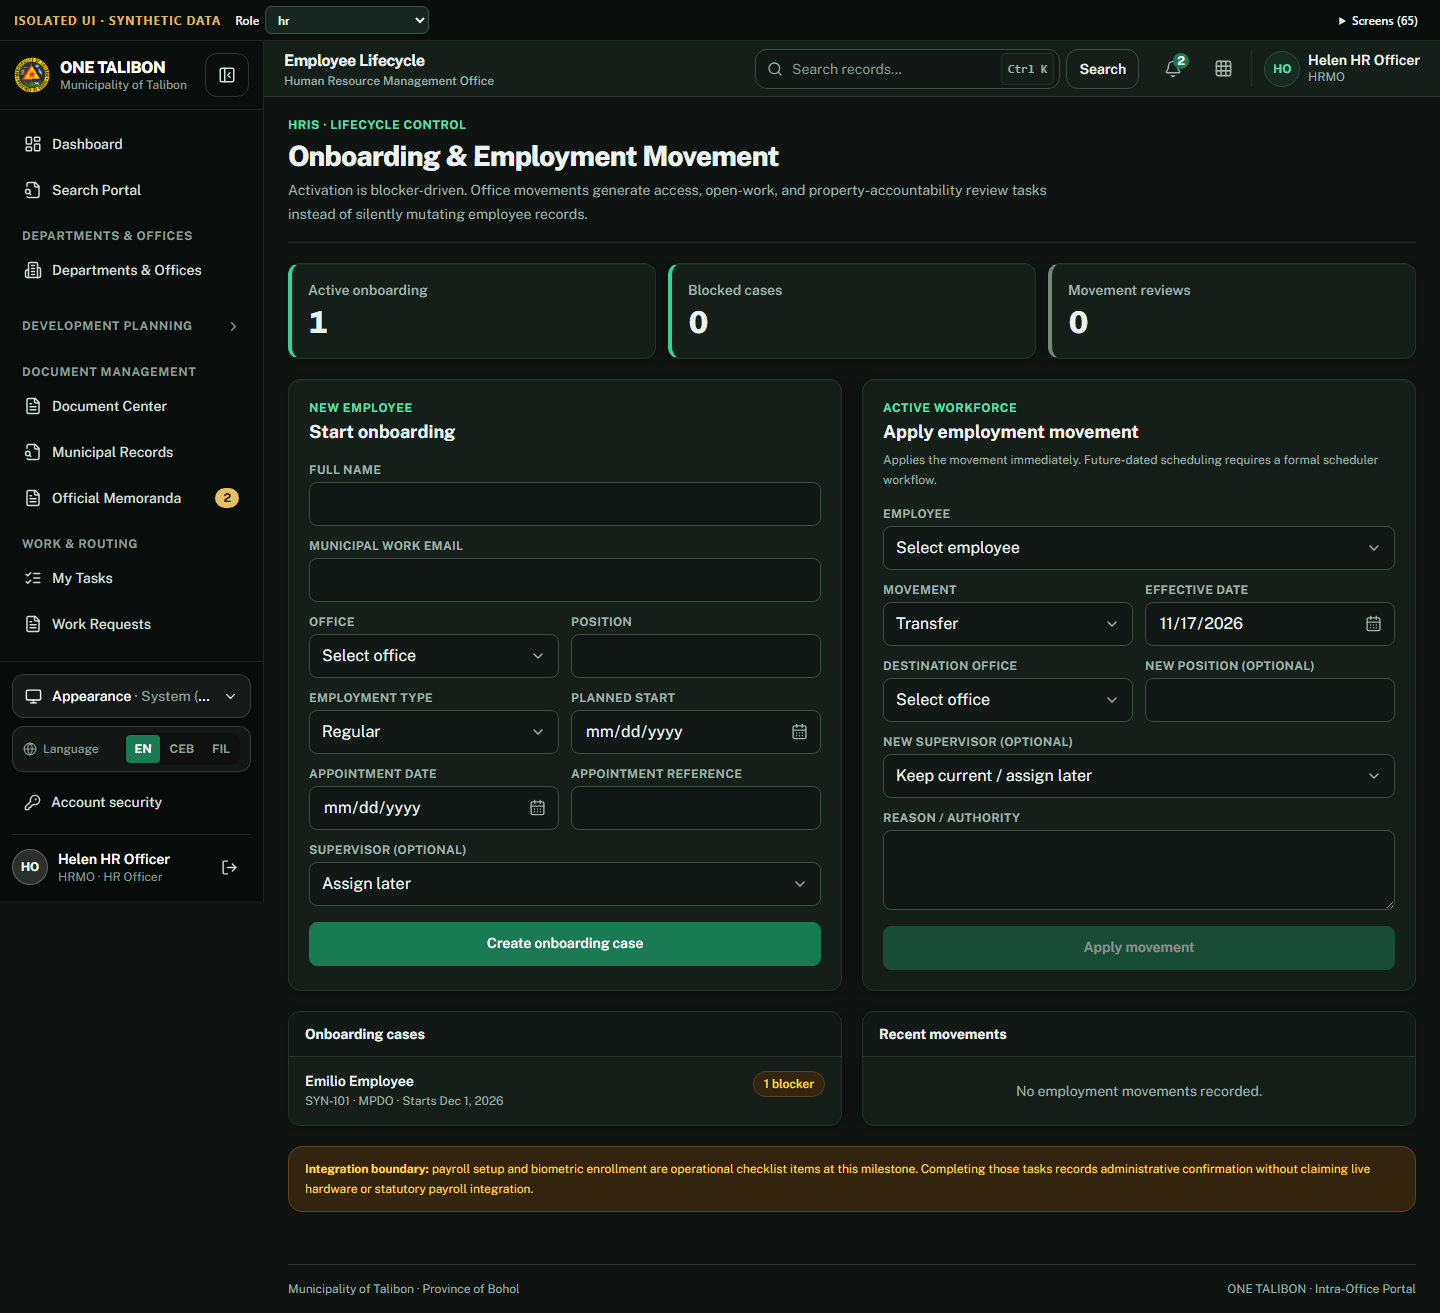 ISOLATED UI · SYNTHETIC DATA
Role
hr
Screens (65)
ONE TALIBON
Municipality of Talibon
Employee Lifecycle
Human Resource Management Office
Search records...
Ctrl K
Search
2
HO
Helen HR Officer
HRMO
Dashboard
Search Portal
DEPARTMENTS & OFFICES
Departments & Offices
DEVELOPMENT PLANNING
DOCUMENT MANAGEMENT
Document Center
Municipal Records
Official Memoranda
2
WORK & ROUTING
My Tasks
Work Requests
Appearance · System (...
Language
EN
CEB
FIL
Account security
HO
Helen HR Officer
HRMO · HR Officer
HRIS · LIFECYCLE CONTROL
Onboarding & Employment Movement
Activation is blocker-driven. Office movements generate access, open-work, and property-accountability review tasks
instead of silently mutating employee records.
Active onboarding
1
Blocked cases
0
Movement reviews
0
NEW EMPLOYEE
Start onboarding
FULL NAME
MUNICIPAL WORK EMAIL
OFFICE
Select office
POSITION
EMPLOYMENT TYPE
Regular
PLANNED START
mm/dd/yyyy
APPOINTMENT DATE
mm/dd/yyyy
APPOINTMENT REFERENCE
SUPERVISOR (OPTIONAL)
Assign later
Create onboarding case
ACTIVE WORKFORCE
Apply employment movement
Applies the movement immediately. Future-dated scheduling requires a formal scheduler
workflow.
EMPLOYEE
Select employee
MOVEMENT
Transfer
EFFECTIVE DATE
11/17/2026
DESTINATION OFFICE
Select office
NEW POSITION (OPTIONAL)
NEW SUPERVISOR (OPTIONAL)
Keep current / assign later
REASON / AUTHORITY
Apply movement
Onboarding cases
Emilio Employee
SYN-101 · MPDO · Starts Dec 1, 2026
1 blocker
Recent movements
No employment movements recorded.
Integration boundary: payroll setup and biometric enrollment are operational checklist items at this milestone. Completing those tasks records administrative confirmation without claiming live
hardware or statutory payroll integration.
Municipality of Talibon · Province of Bohol
ONE TALIBON · Intra-Office Portal